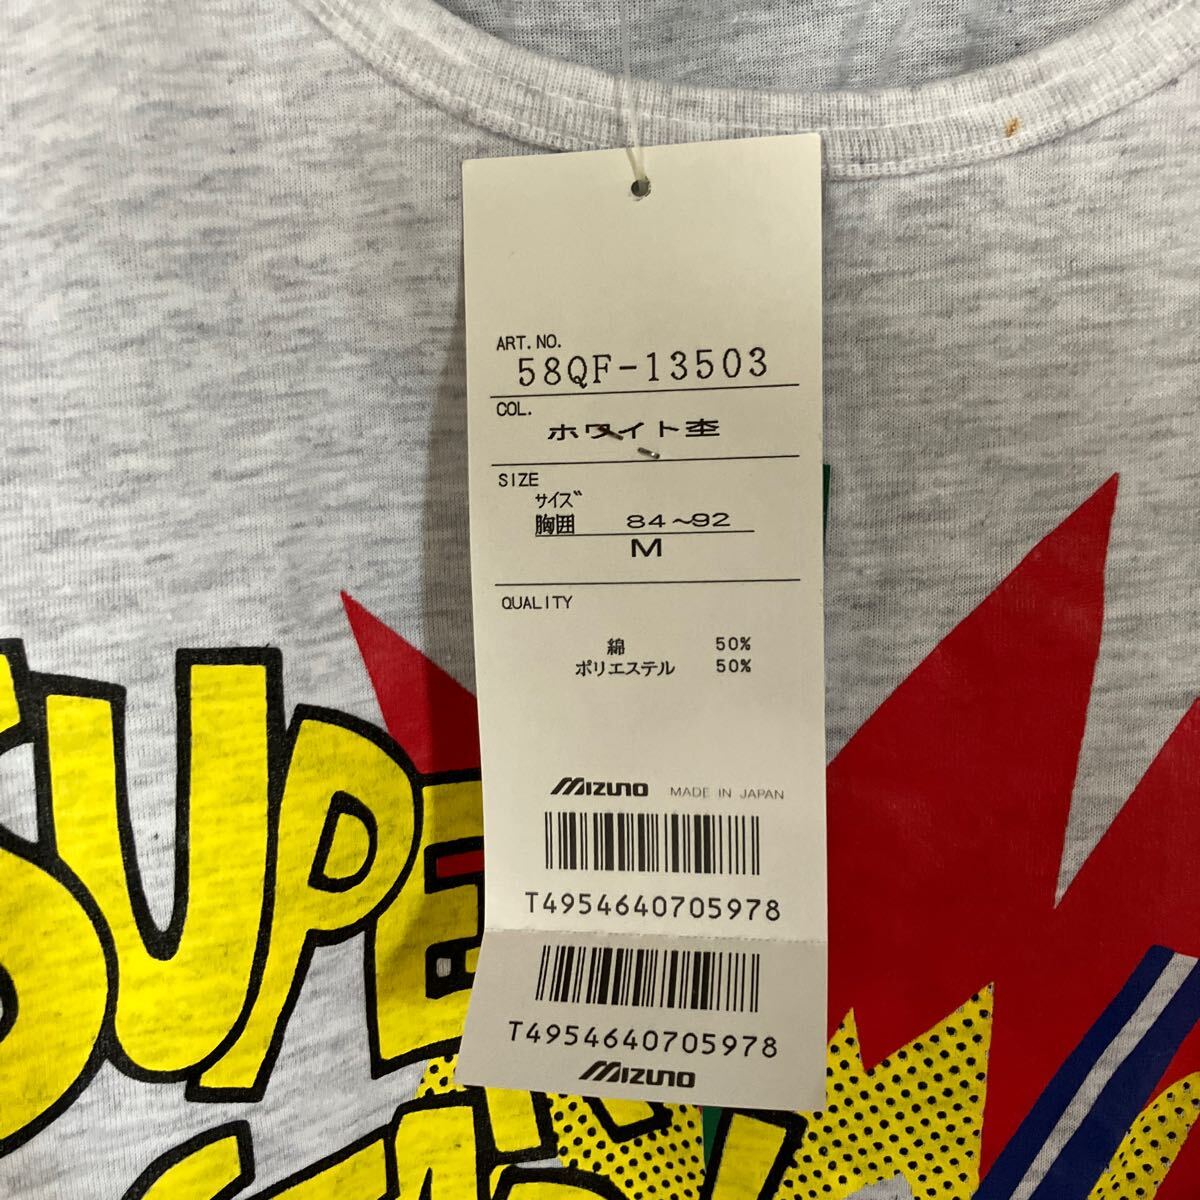 ART. NO.
58QF-13503
COL.
ホワイト杢
SIZE
サイズ
胸囲 84~92
M
QUALITY
綿 50%
ポリエステル 50%
MIZUNO MADE IN JAPAN
T4954640705978
T4954640705978
MIZUNO
SUPE